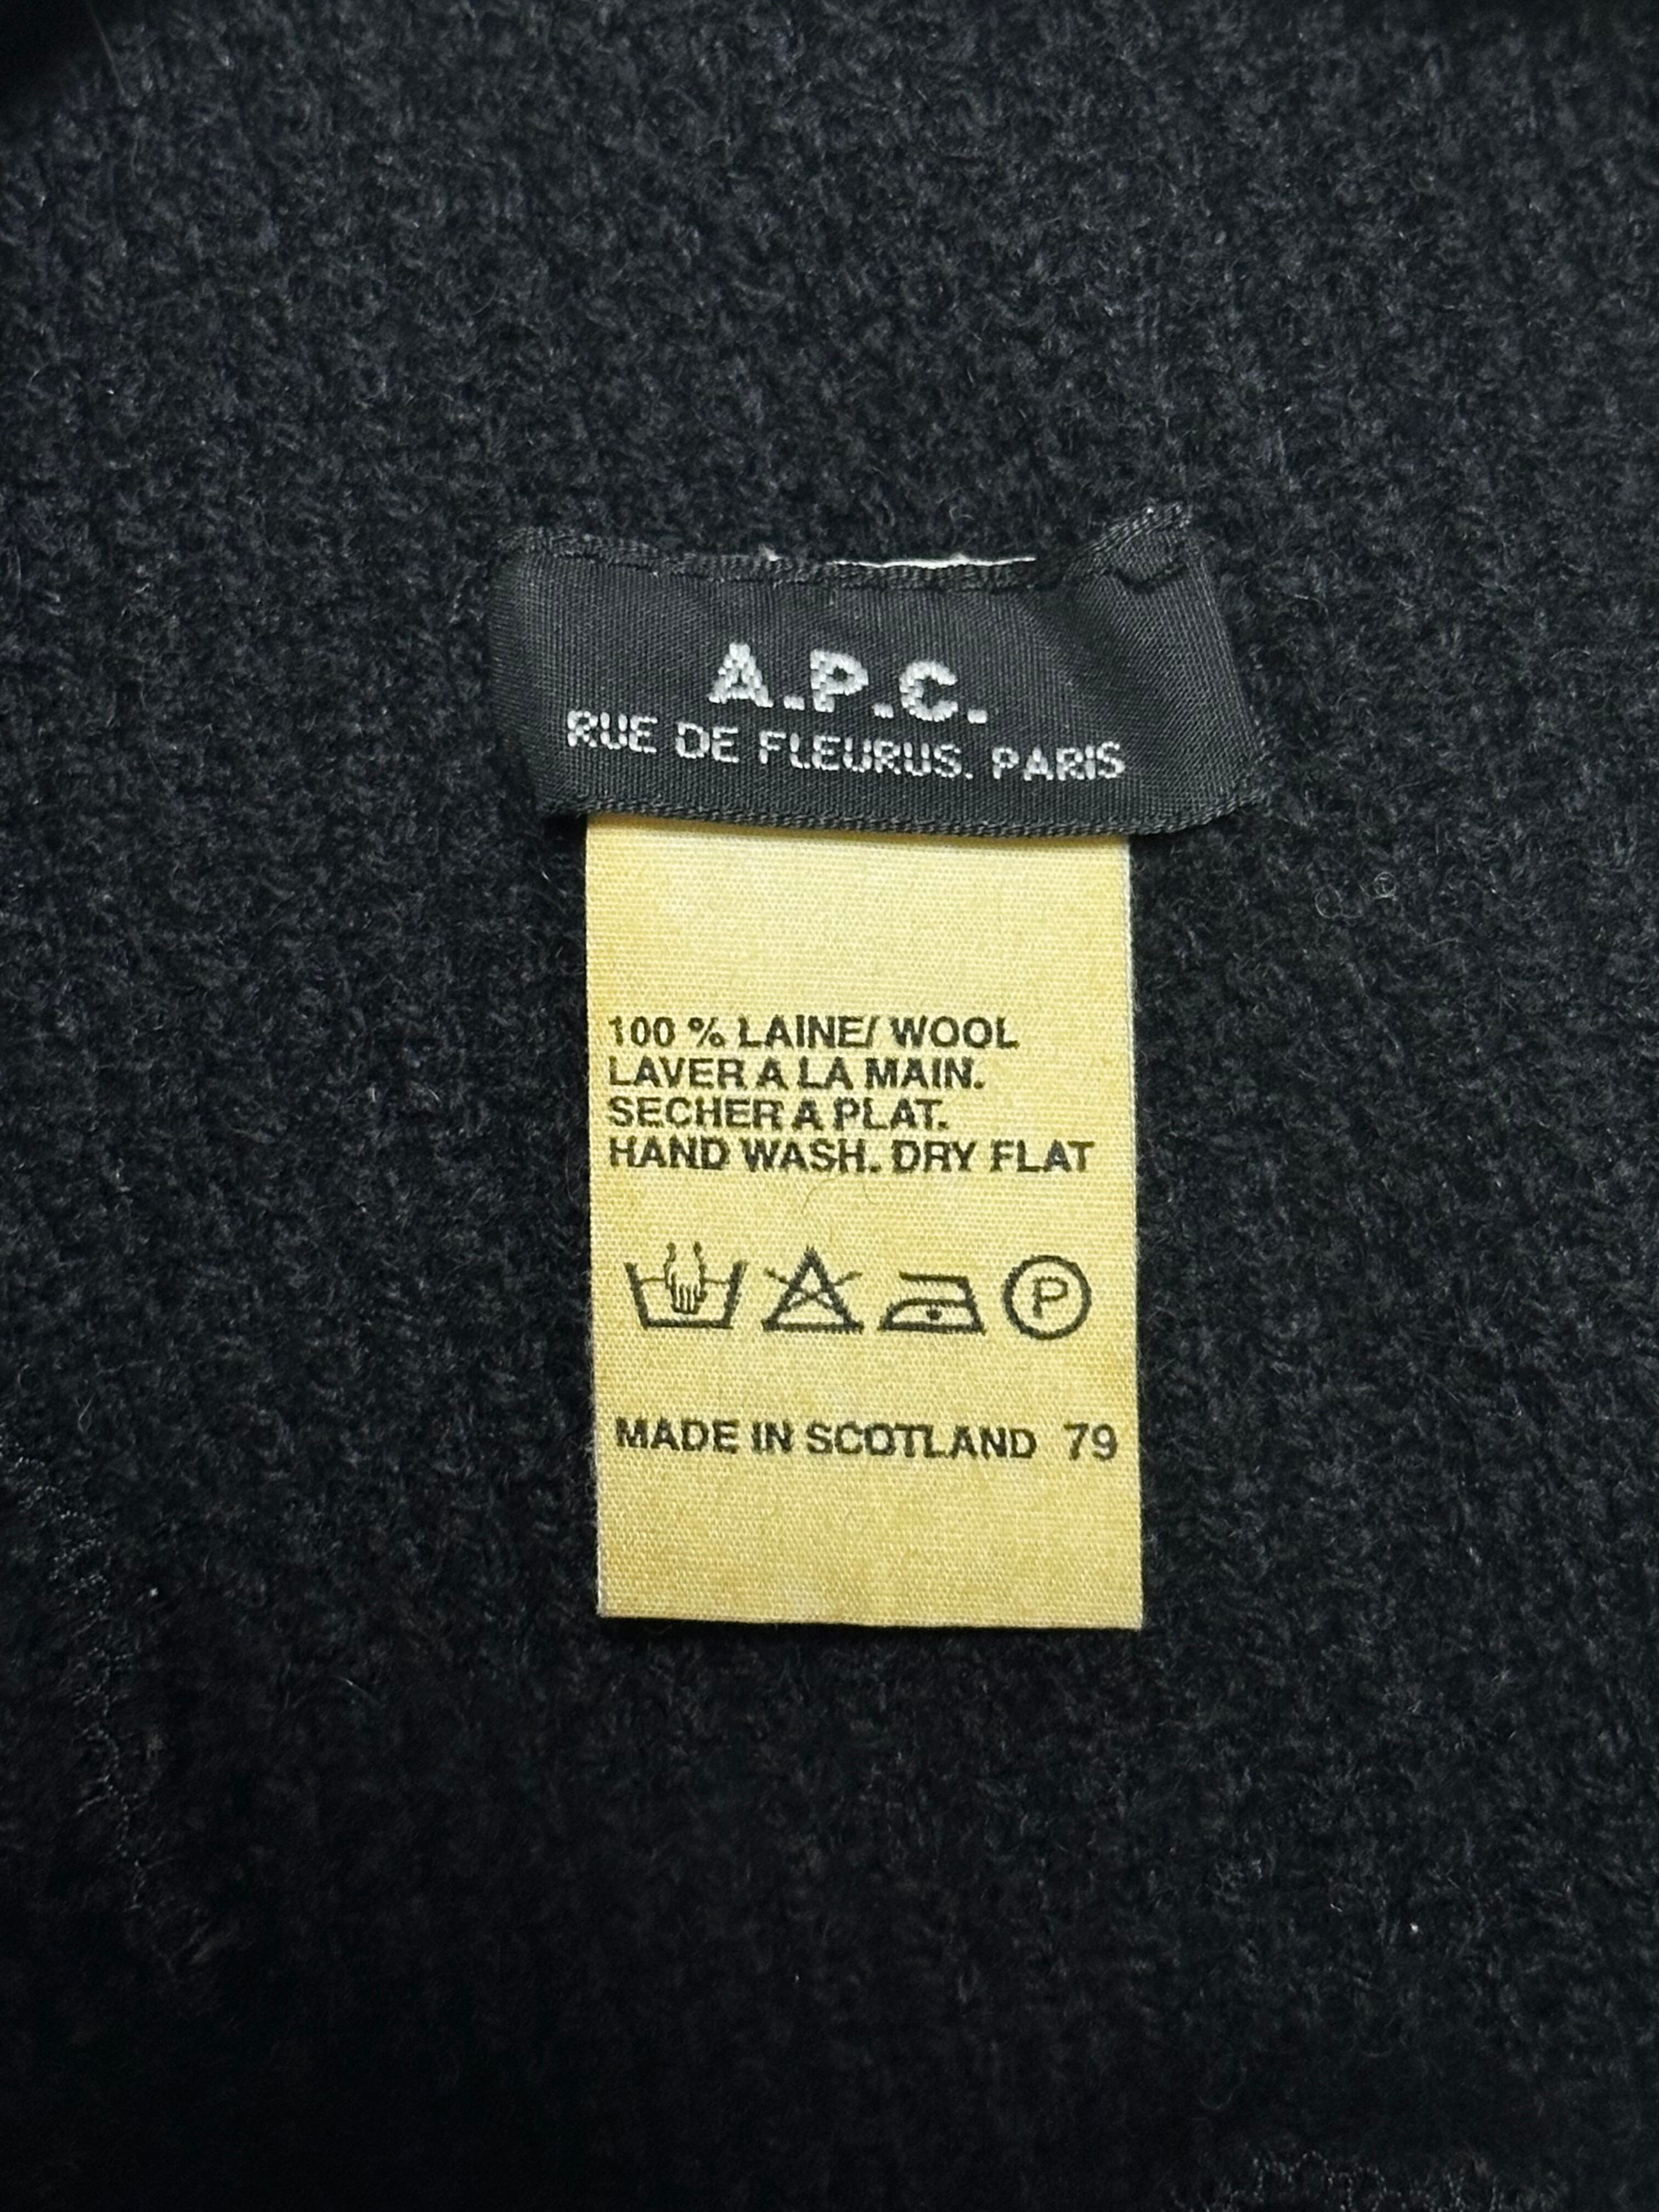 A.P.C.
RUE DE FLEURUS. PARIS
100 % LAINE/ WOOL
LAVER A LA MAIN.
SECHER A PLAT.
HAND WASH. DRY FLAT
P
MADE IN SCOTLAND 79